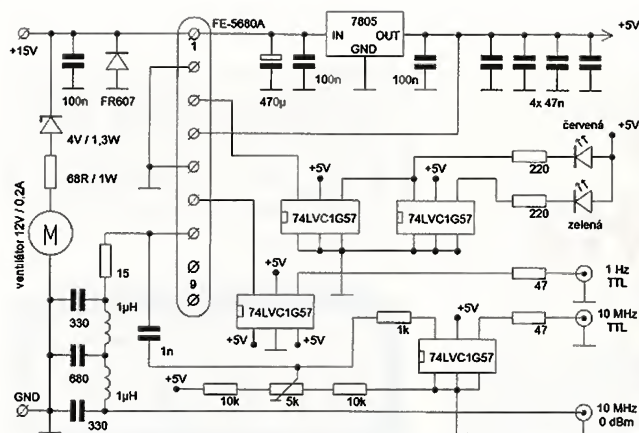 FE-5680A
7805
IN OUT
GND
+5V
+15V
1
100n
FR607
470µ
100n
100n
4x 47n
4V / 1,3W
68R / 1W
ventilátor 12V / 0,2A
M
+5V
červená
+5V
+5V
220
74LVC1G57
74LVC1G57
220
zelená
15
9
+5V
1 Hz
TTL
47
330
1µH
74LVC1G57
+5V
+5V
+5V
10 MHz
TTL
47
1k
74LVC1G57
1n
680
1µH
+5V
10k
5k
10k
GND
330
10 MHz
0 dBm